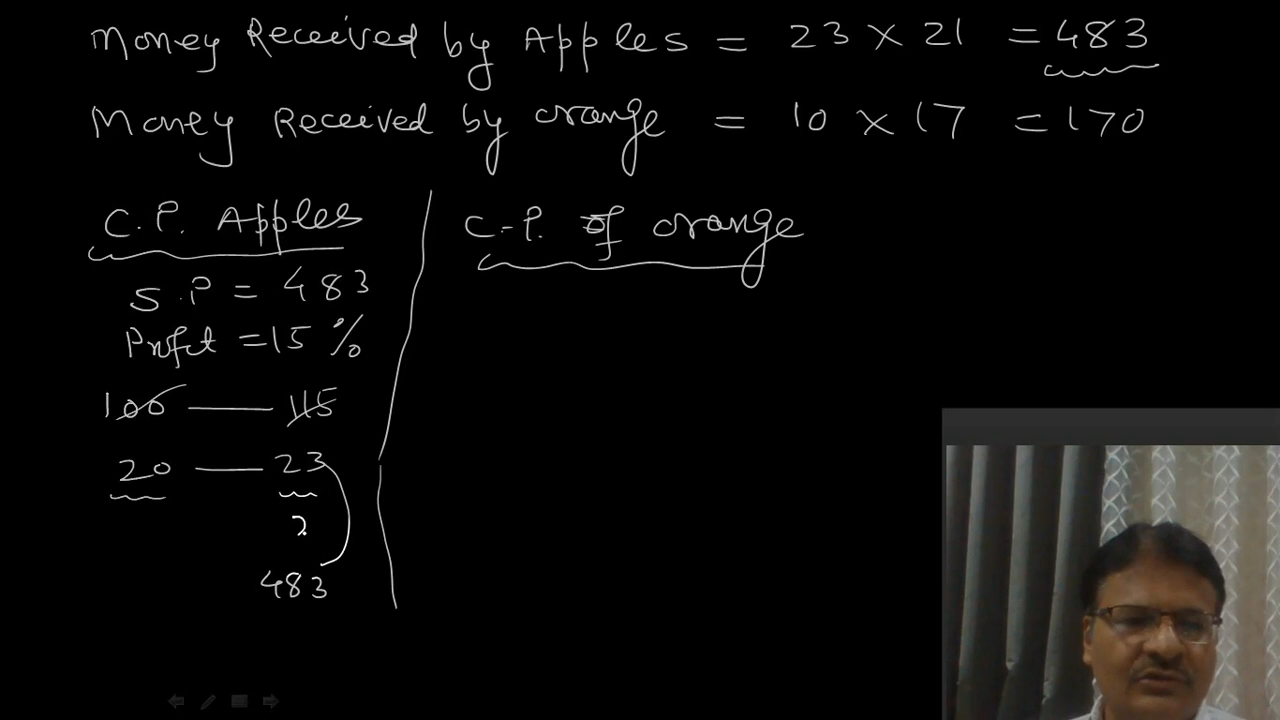 Money Received by Apples = 23 × 21 = 483
Money Received by orange = 10 × 17 = 170
C.P. Apples
S.P = 483
Profit = 15 %
100 — 115
20 — 23
2
483
C.P. of orange